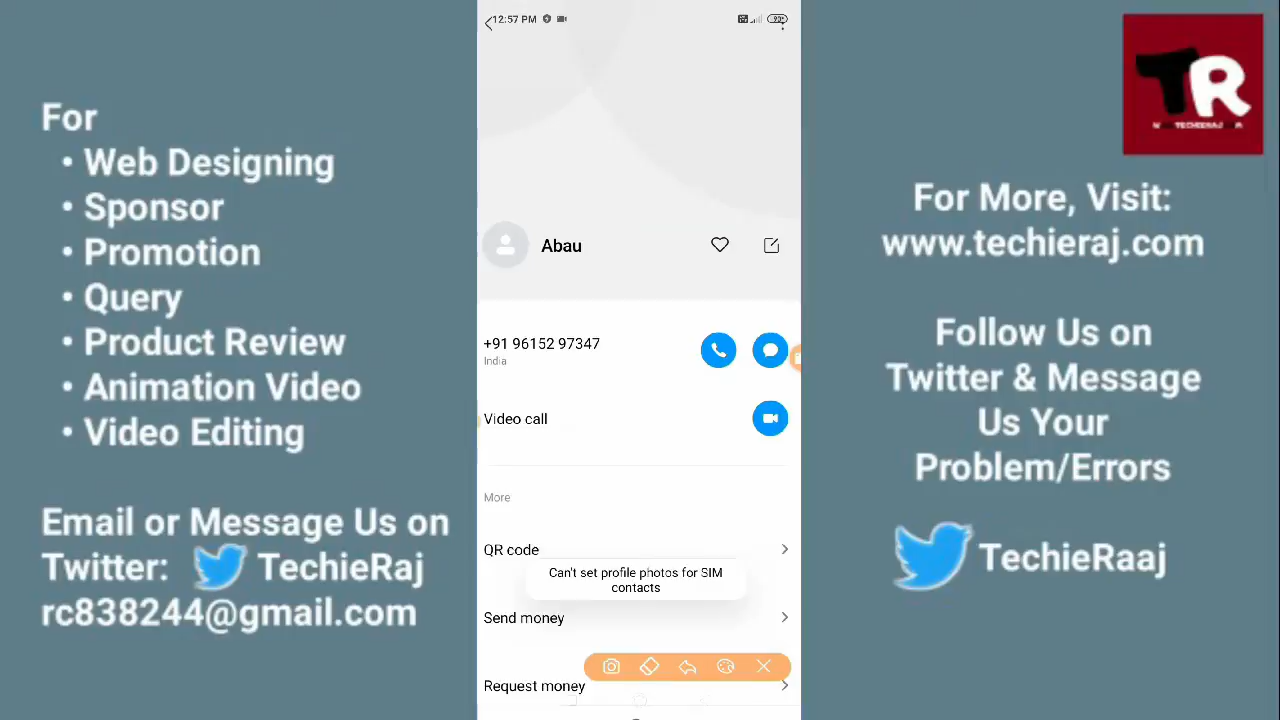 For
• Web Designing
• Sponsor
• Promotion
• Query
• Product Review
• Animation Video
• Video Editing
Email or Message Us on
Twitter: TechieRaj
rc838244@gmail.com
12:57 PM
Abau
+91 96152 97347
India
Video call
More
QR code
Can't set profile photos for SIM
contacts
Send money
Request money
TR
For More, Visit:
www.techieraj.com
Follow Us on
Twitter & Message
Us Your
Problem/Errors
TechieRaaj